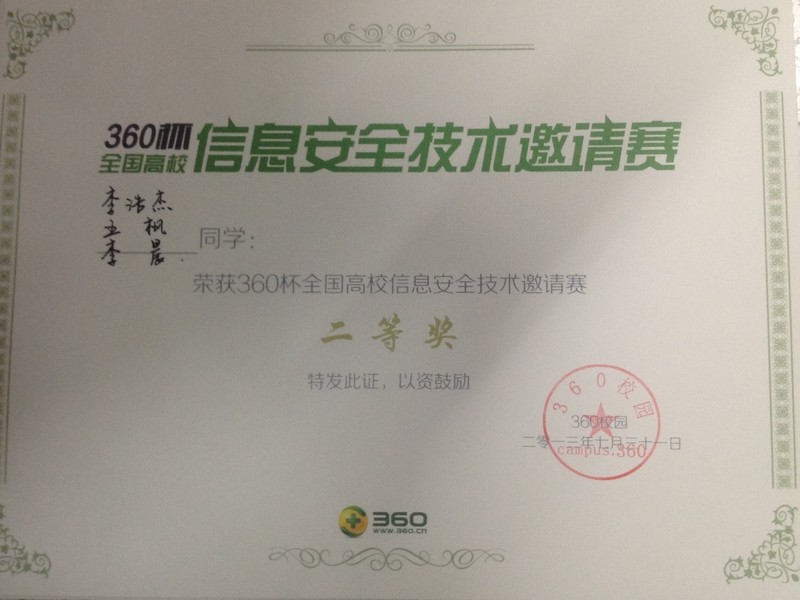 360杯
全国高校
信息安全技术邀请赛
李浩杰
王枫
李晨
同学：
荣获360杯全国高校信息安全技术邀请赛
二等奖
特发此证，以资鼓励
360校园
360校园
二零一三年七月三十一日
campus.360
360
www.360.cn